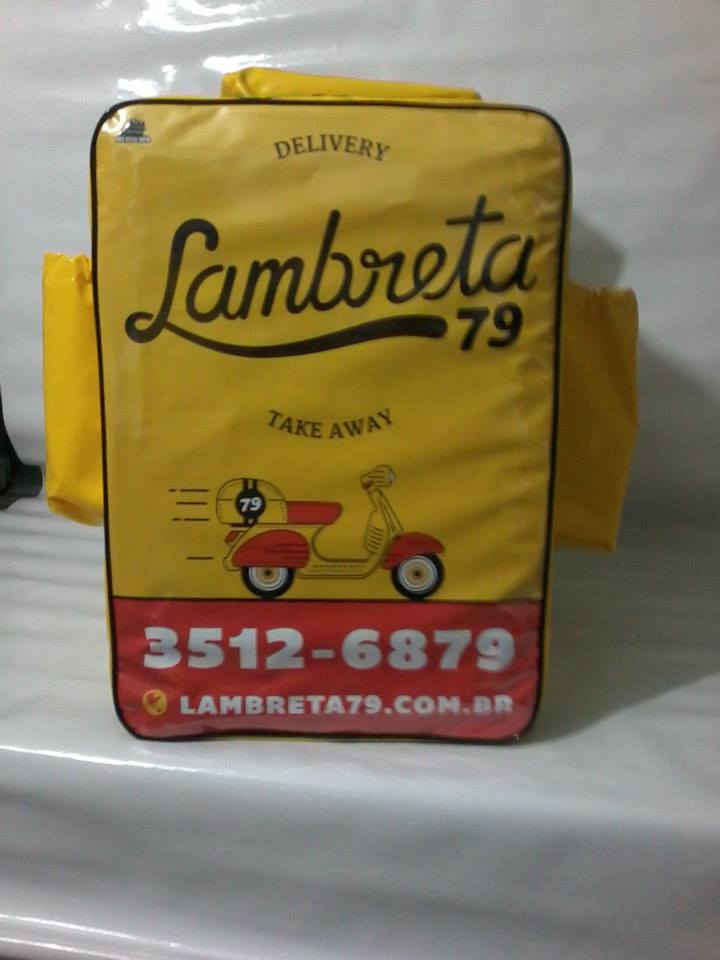 DELIVERY
Lambreta
79
TAKE AWAY
79
3512-6879
LAMBRETA79.COM.BR